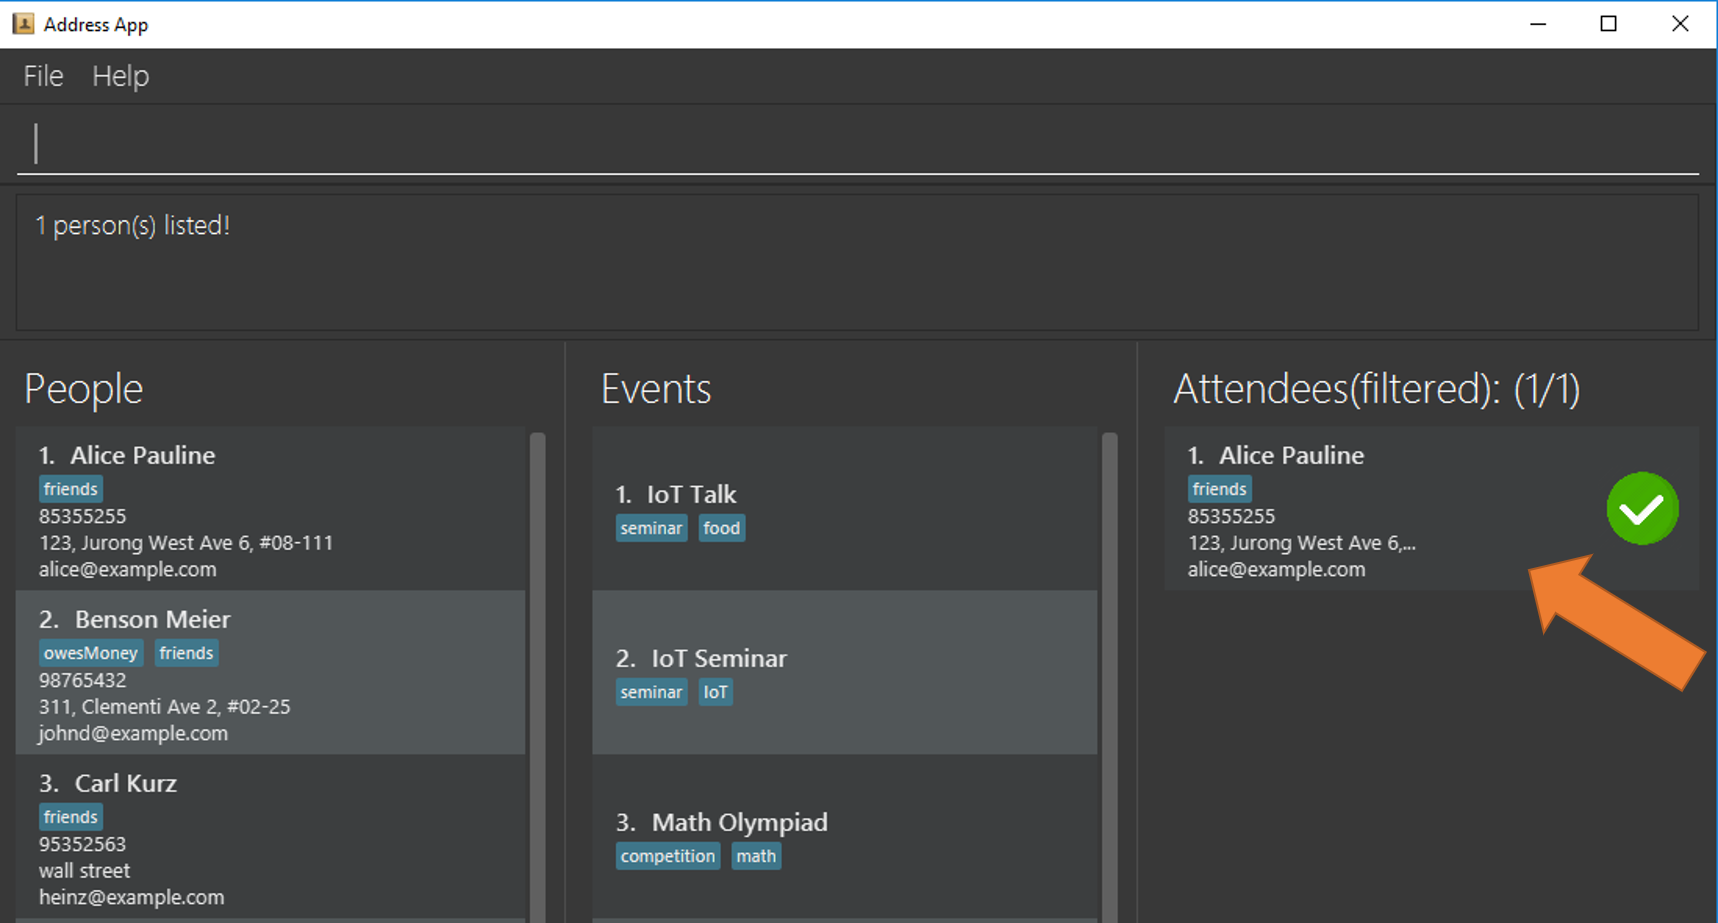 Address App
File Help
1 person(s) listed!
People
1. Alice Pauline
friends
85355255
123, Jurong West Ave 6, #08-111
alice@example.com
2. Benson Meier
owesMoney friends
98765432
311, Clementi Ave 2, #02-25
johnd@example.com
3. Carl Kurz
friends
95352563
wall street
heinz@example.com
Events
1. IoT Talk
seminar food
2. IoT Seminar
seminar IoT
3. Math Olympiad
competition math
Attendees(filtered): (1/1)
1. Alice Pauline
friends
85355255
123, Jurong West Ave 6,...
alice@example.com